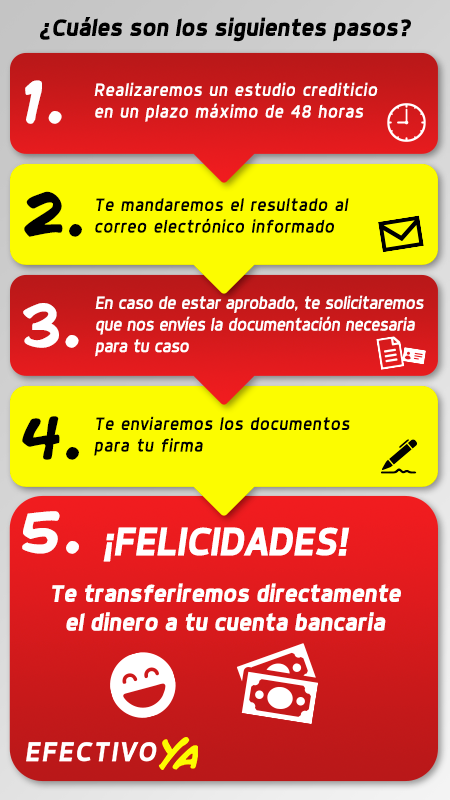 ¿Cuáles son los siguientes pasos?
1. Realizaremos un estudio crediticio
en un plazo máximo de 48 horas
2. Te mandaremos el resultado al
correo electrónico informado
3. En caso de estar aprobado, te solicitaremos
que nos envíes la documentación necesaria
para tu caso
4. Te enviaremos los documentos
para tu firma
5. ¡FELICIDADES!
Te transferiremos directamente
el dinero a tu cuenta bancaria
EFECTIVOYA